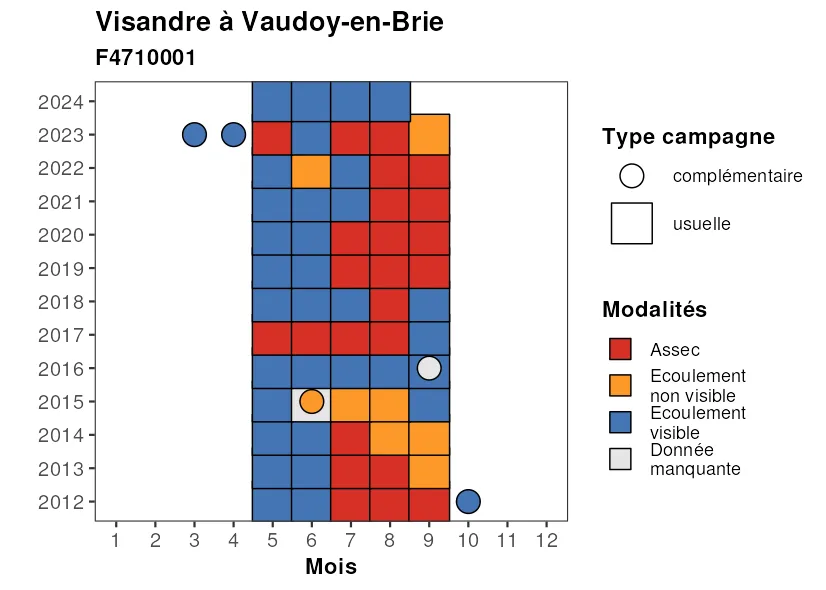 Visandre à Vaudoy-en-Brie
F4710001
2024
2023
2022
2021
2020
2019
2018
2017
2016
2015
2014
2013
2012
1 2 3 4 5 6 7 8 9 10 11 12
Mois
Type campagne
complémentaire
usuelle
Modalités
Assec
Ecoulement
non visible
Ecoulement
visible
Donnée
manquante